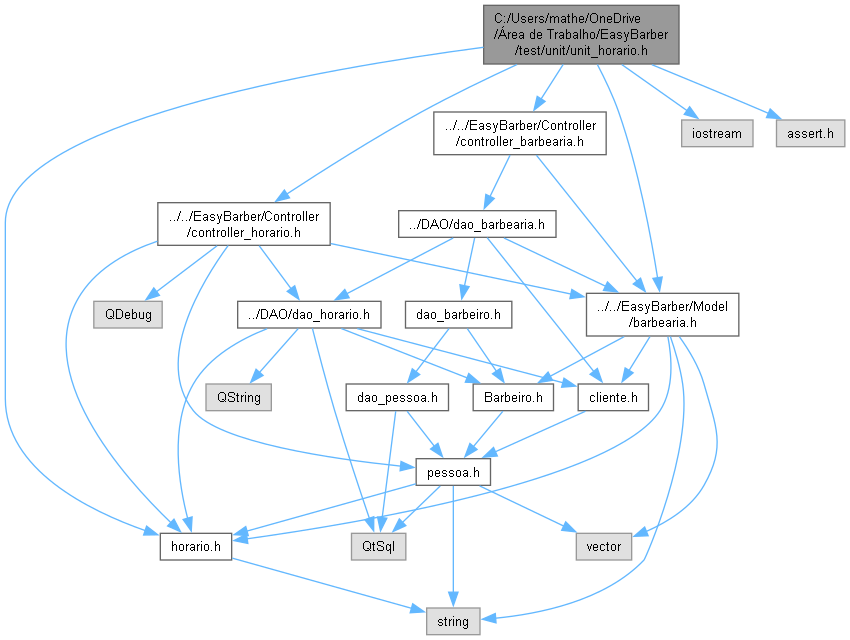 C:/Users/mathe/OneDrive
/Área de Trabalho/EasyBarber
/test/unit/unit_horario.h
../../EasyBarber/Controller
/controller_barbearia.h
iostream
assert.h
../../EasyBarber/Controller
/controller_horario.h
../DAO/dao_barbearia.h
QDebug
../DAO/dao_horario.h
dao_barbeiro.h
../../EasyBarber/Model
/barbearia.h
QString
dao_pessoa.h
Barbeiro.h
cliente.h
pessoa.h
horario.h
QtSql
vector
string